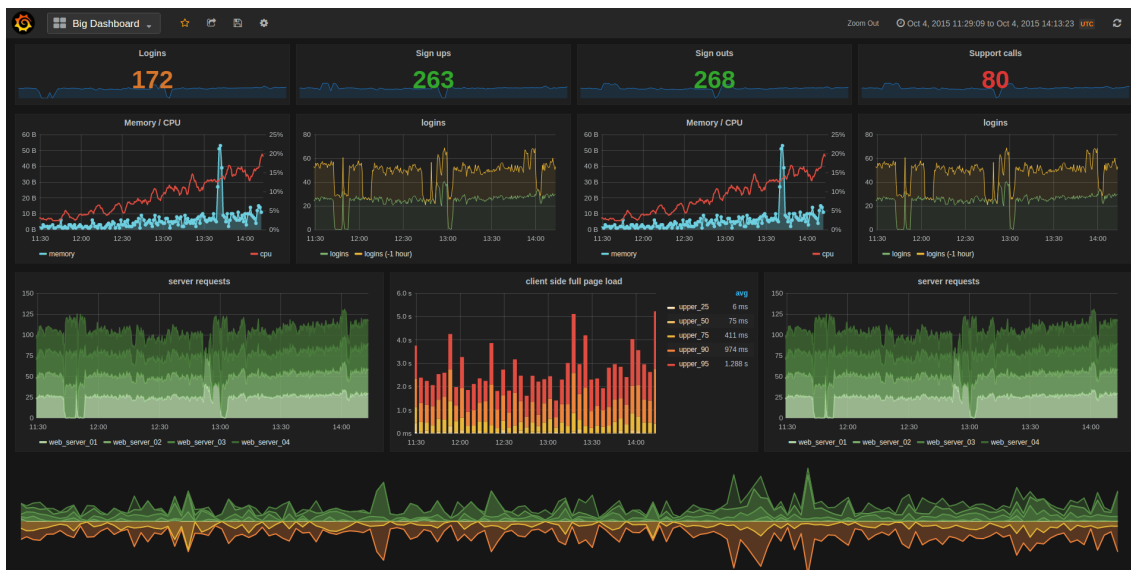 Big Dashboard
Zoom Out
Oct 4, 2015 11:29:09 to Oct 4, 2015 14:13:23 UTC
Logins
172
Sign ups
263
Sign outs
268
Support calls
80
Memory / CPU
60 B
50 B
40 B
30 B
20 B
10 B
0 B
25%
20%
15%
10%
5%
0%
11:30 12:00 12:30 13:00 13:30 14:00
memory cpu
logins
80
60
40
20
0
11:30 12:00 12:30 13:00 13:30 14:00
logins logins (-1 hour)
Memory / CPU
60 B
50 B
40 B
30 B
20 B
10 B
0 B
25%
20%
15%
10%
5%
0%
11:30 12:00 12:30 13:00 13:30 14:00
memory cpu
logins
80
60
40
20
0
11:30 12:00 12:30 13:00 13:30 14:00
logins logins (-1 hour)
server requests
150
125
100
75
50
25
0
11:30 12:00 12:30 13:00 13:30 14:00
web_server_01 web_server_02 web_server_03 web_server_04
client side full page load
6.0 s
5.0 s
4.0 s
3.0 s
2.0 s
1.0 s
0 ms
11:30 12:00 12:30 13:00 13:30 14:00
avg
upper_25 6 ms
upper_50 75 ms
upper_75 411 ms
upper_90 974 ms
upper_95 1.288 s
server requests
150
125
100
75
50
25
0
11:30 12:00 12:30 13:00 13:30 14:00
web_server_01 web_server_02 web_server_03 web_server_04